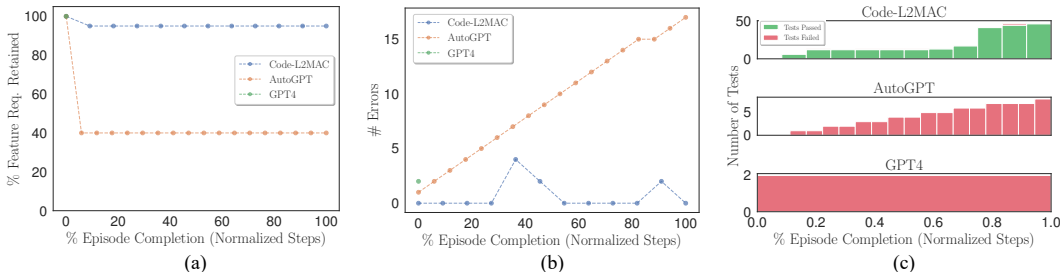 % Feature Req. Retained
100
80
60
40
20
0
Code-L2MAC
AutoGPT
GPT4
0 20 40 60 80 100
% Episode Completion (Normalized Steps)
(a)
# Errors
15
10
5
0
Code-L2MAC
AutoGPT
GPT4
0 20 40 60 80 100
% Episode Completion (Normalized Steps)
(b)
Number of Tests
Code-L2MAC
50
25
0
Tests Passed
Tests Failed
AutoGPT
5
0
GPT4
2
1
0
0.0 0.2 0.4 0.6 0.8 1.0
% Episode Completion (Normalized Steps)
(c)